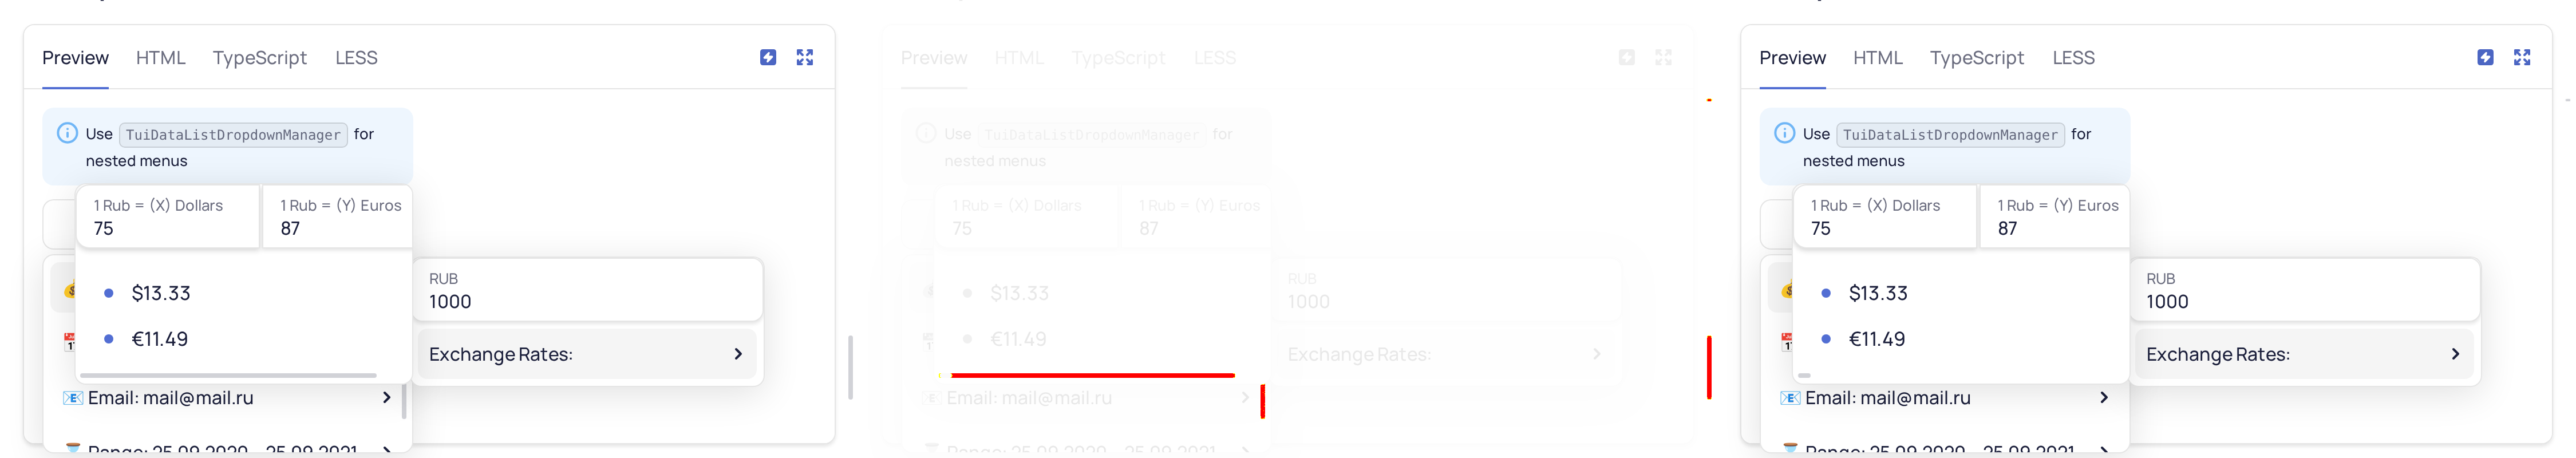 Preview HTML TypeScript LESS
Use TuiDataListDropdownManager for
nested menus
1 Rub = (X) Dollars 1 Rub = (Y) Euros
75 87
RUB
1000
$13.33
€11.49
Exchange Rates:
Email: mail@mail.ru
Range: 25.09.2020 - 25.09.2021
Preview HTML TypeScript LESS
Use TuiDataListDropdownManager for
nested menus
1 Rub = (X) Dollars 1 Rub = (Y) Euros
75 87
RUB
1000
$13.33
€11.49
Exchange Rates:
Email: mail@mail.ru
Range: 25.09.2020 - 25.09.2021
Preview HTML TypeScript LESS
Use TuiDataListDropdownManager for
nested menus
1 Rub = (X) Dollars 1 Rub = (Y) Euros
75 87
RUB
1000
$13.33
€11.49
Exchange Rates:
Email: mail@mail.ru
Range: 25.09.2020 - 25.09.2021